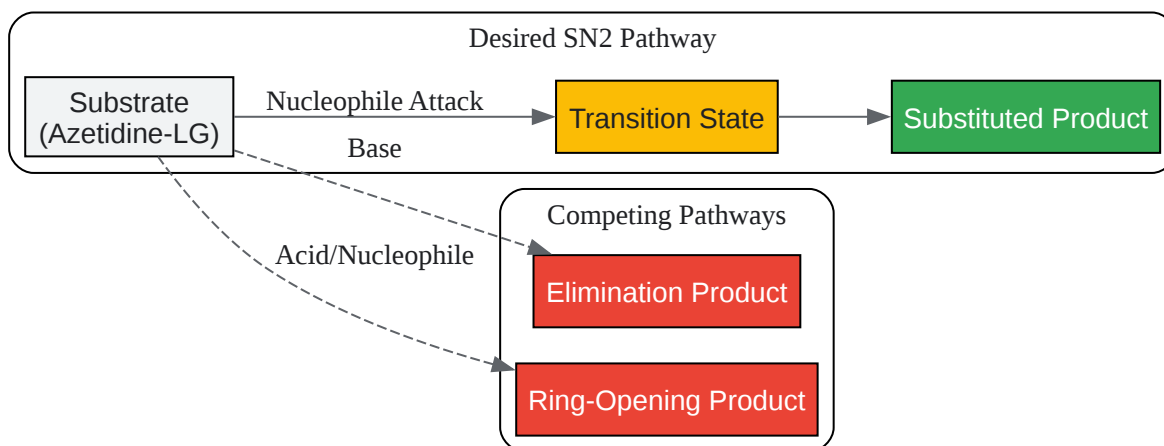 Desired SN2 Pathway
Substrate
(Azetidine-LG)
Nucleophile Attack
Transition State
Substituted Product
Base
Competing Pathways
Acid/Nucleophile
Elimination Product
Ring-Opening Product